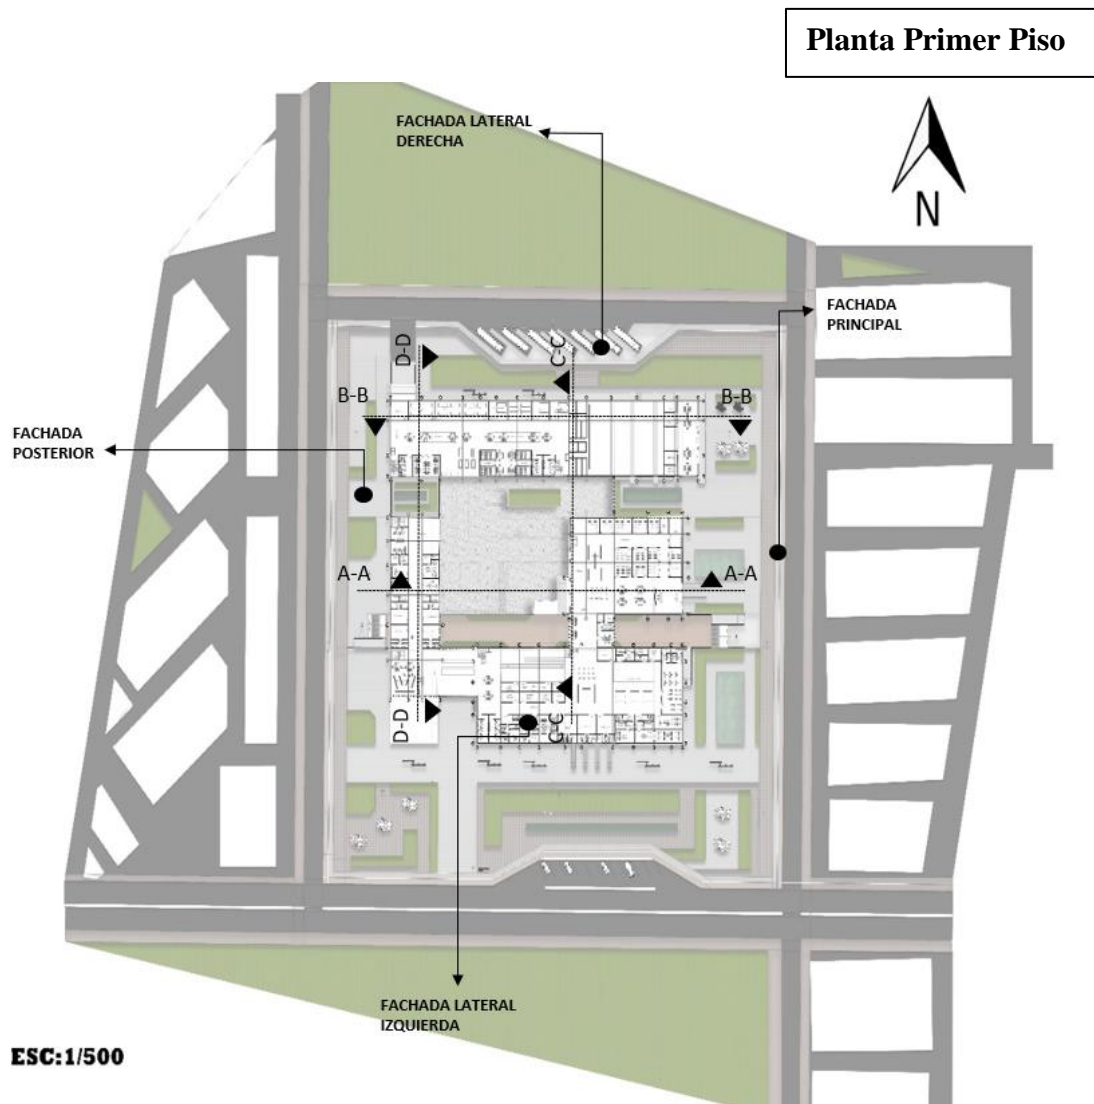 Planta Primer Piso
FACHADA LATERAL
DERECHA
N
FACHADA
PRINCIPAL
D-D
C-C
B-B
B-B
FACHADA
POSTERIOR
A-A
A-A
D-D
C-C
FACHADA LATERAL
IZQUIERDA
ESC:1/500